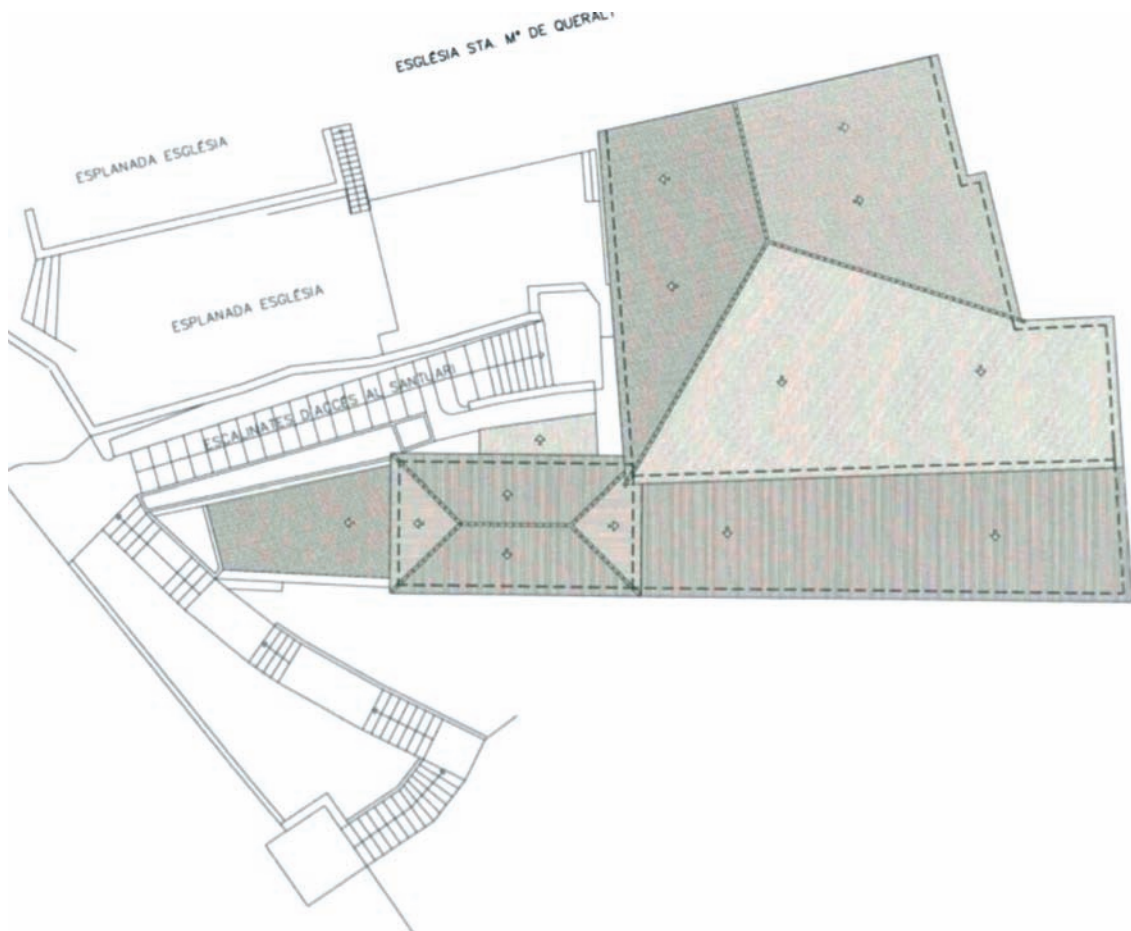 ESGLÉSIA STA. Mª DE QUERALT
ESPLANADA ESGLÉSIA
ESPLANADA ESGLÉSIA
ESCALINATES D'ACCÉS AL SANTUARI